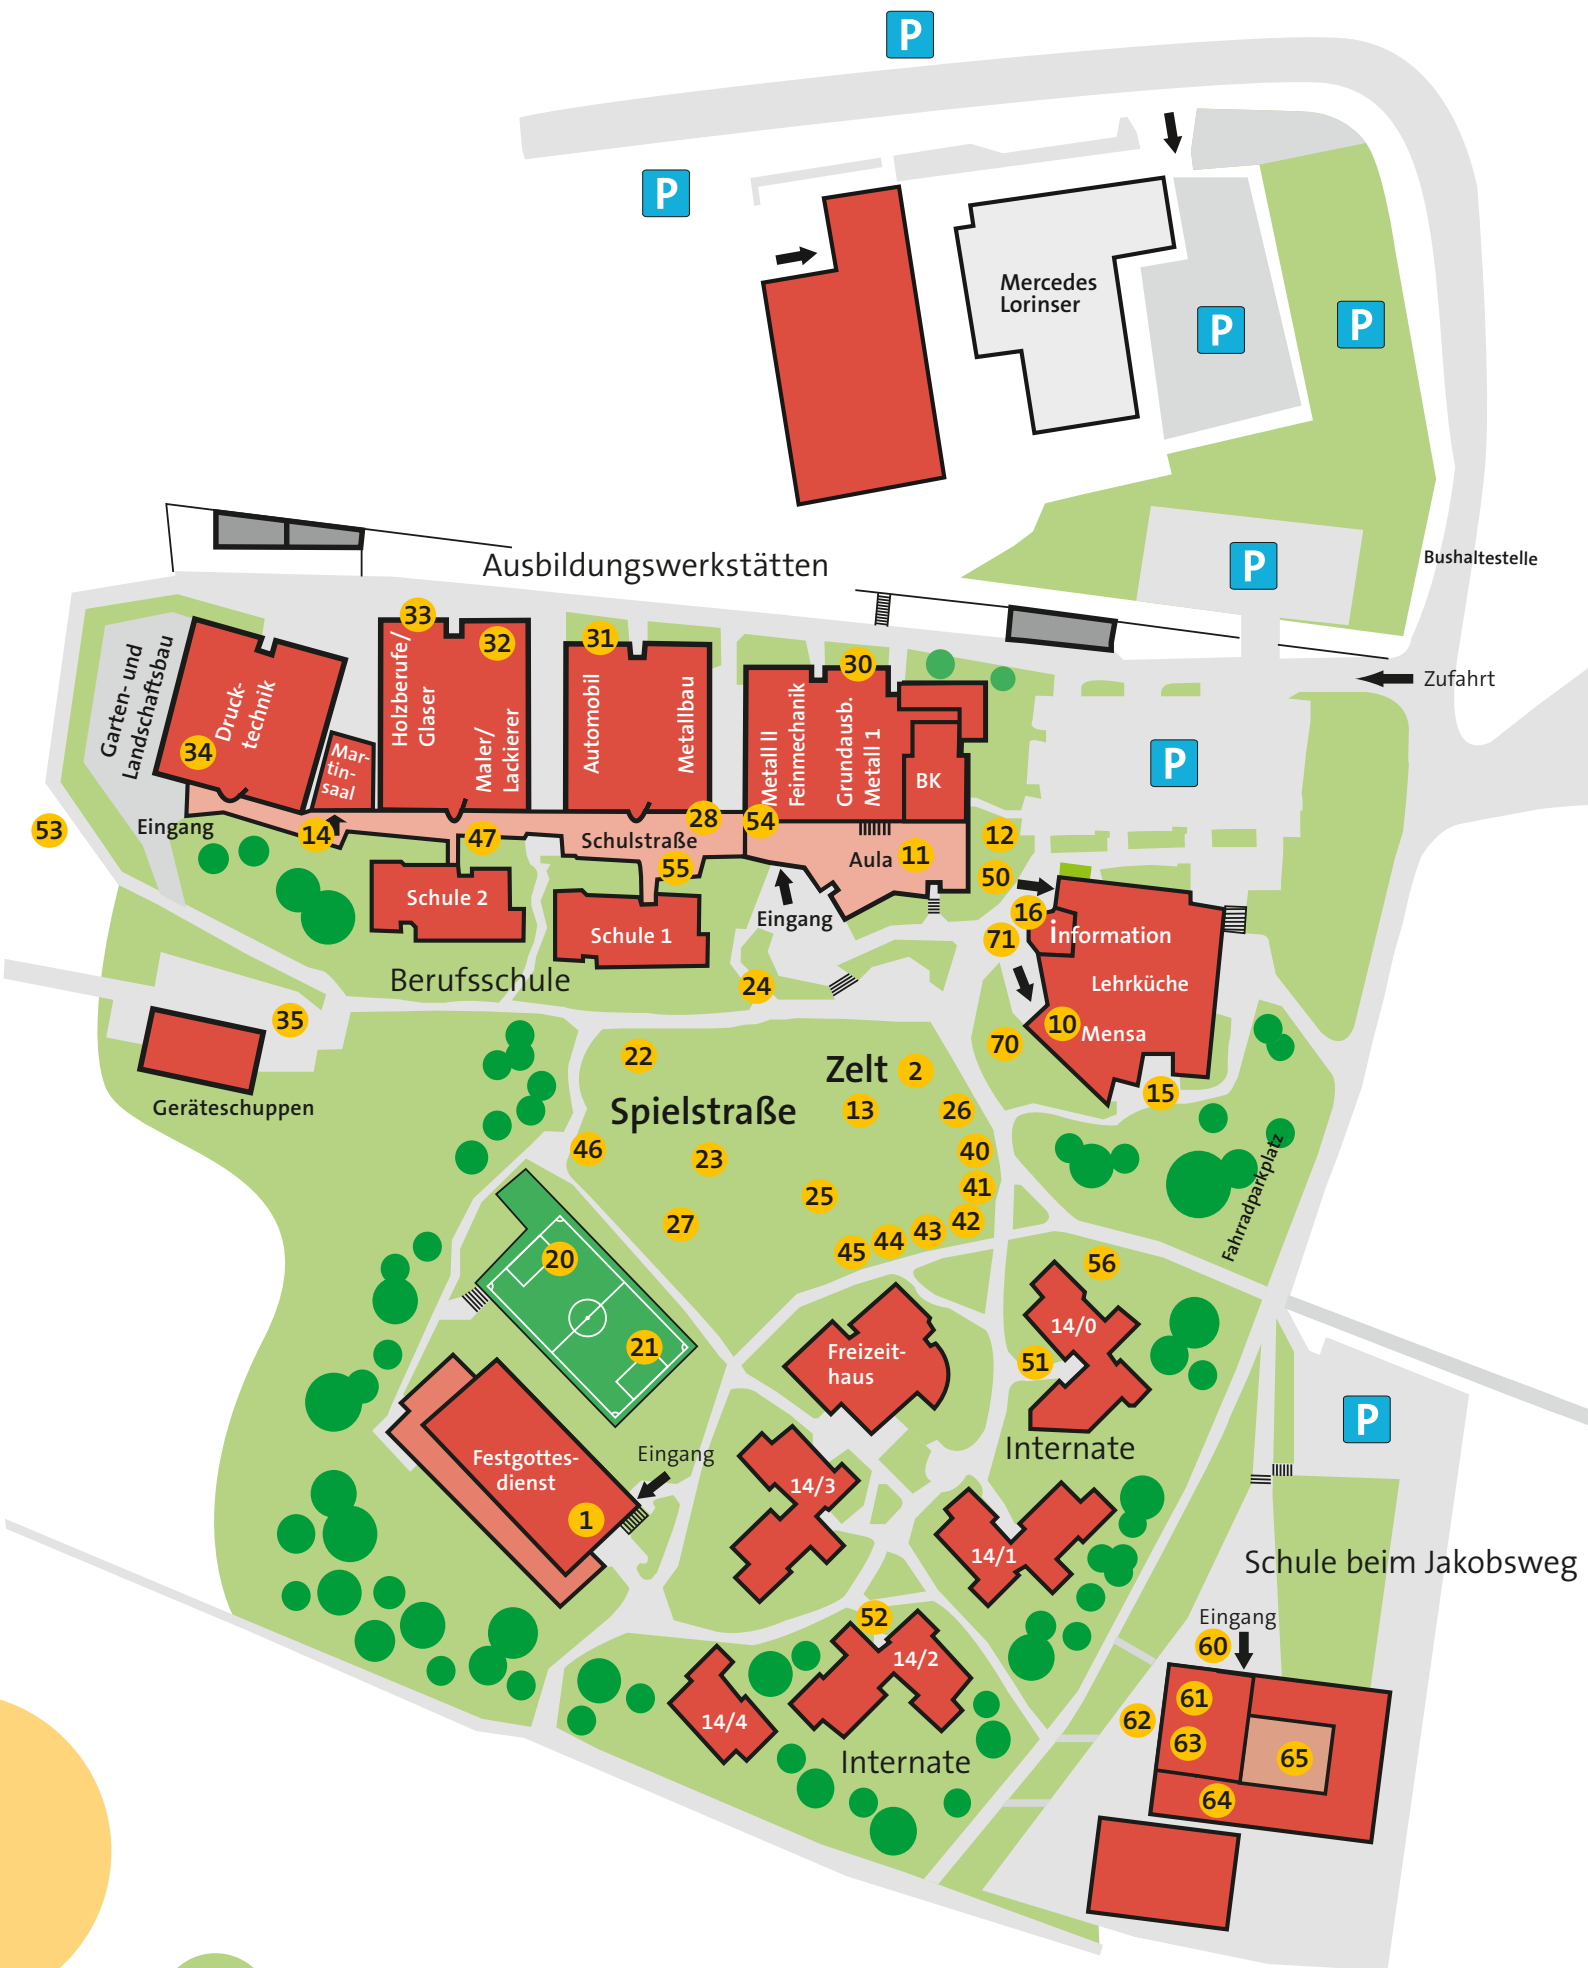 P
P
Mercedes
Lorinser
P
P
P
Bushaltestelle
Ausbildungswerkstätten
Zufahrt
P
Garten- und
Landschaftsbau
Druck-
technik
34
Mar-
tin-
saal
33
32
Holzberufe/
Glaser
Maler/
Lackierer
31
Automobil
Metallbau
30
Metall II
Feinmechanik
Grundausb.
Metall 1
BK
53
Eingang
14
47
Schulstraße
28
54
55
Aula
11
12
50
Schule 2
Schule 1
Eingang
16
71
Information
Lehrküche
10
Mensa
Berufsschule
24
35
Geräteschuppen
22
Zelt
2
70
15
Spielstraße
13
26
46
23
40
41
25
42
27
43
44
45
Fahrradparkplatz
20
21
56
14/0
51
Freizeit-
haus
Internate
P
Festgottes-
dienst
1
Eingang
14/3
14/1
Schule beim Jakobsweg
52
14/2
14/4
Internate
Eingang
60
61
62
63
65
64